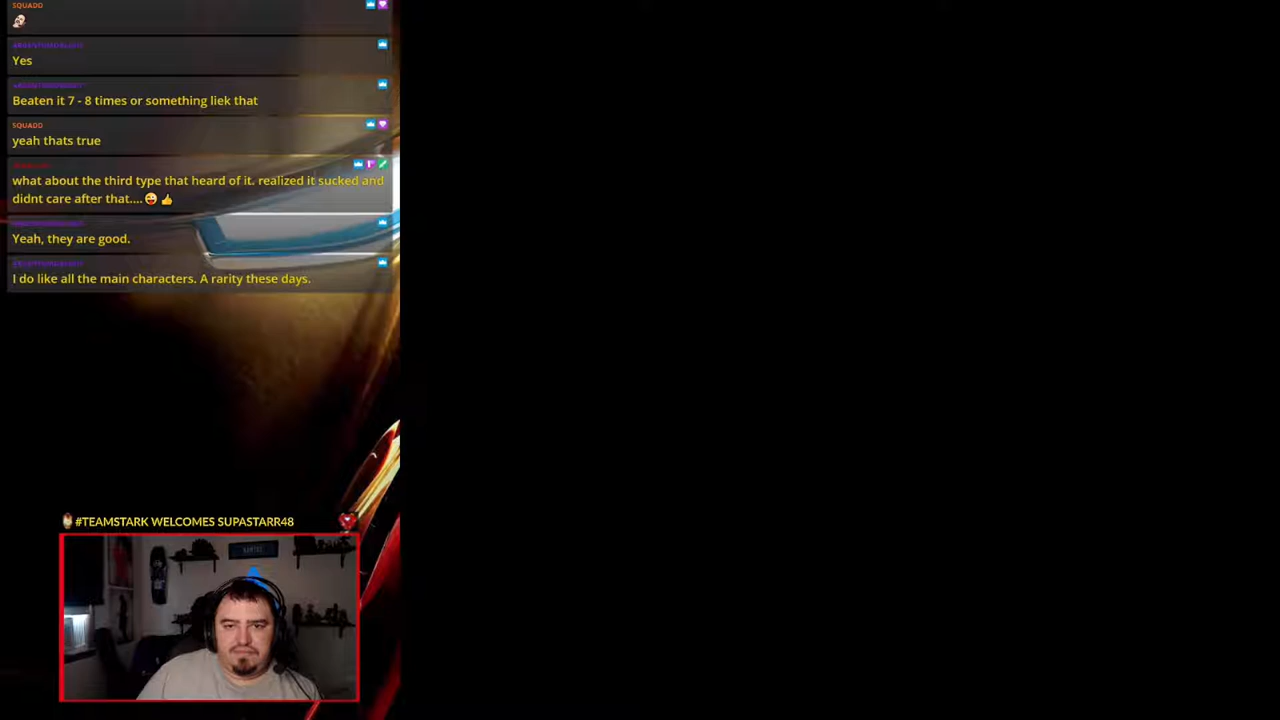 SQUADD
Yes
Beaten it 7 - 8 times or something liek that
SQUADD
yeah thats true
what about the third type that heard of it. realized it sucked and
didnt care after that....😜👍
Yeah, they are good.
I do like all the main characters. A rarity these days.
#TEAMSTARK WELCOMES SUPASTARR48